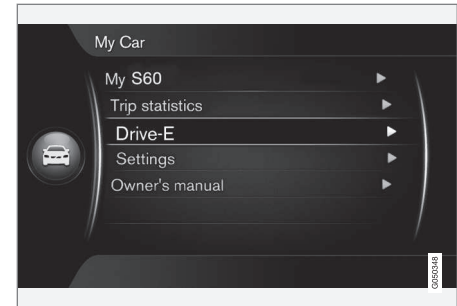 My Car
My S60
Trip statistics
Drive-E
Settings
Owner's manual
G050348